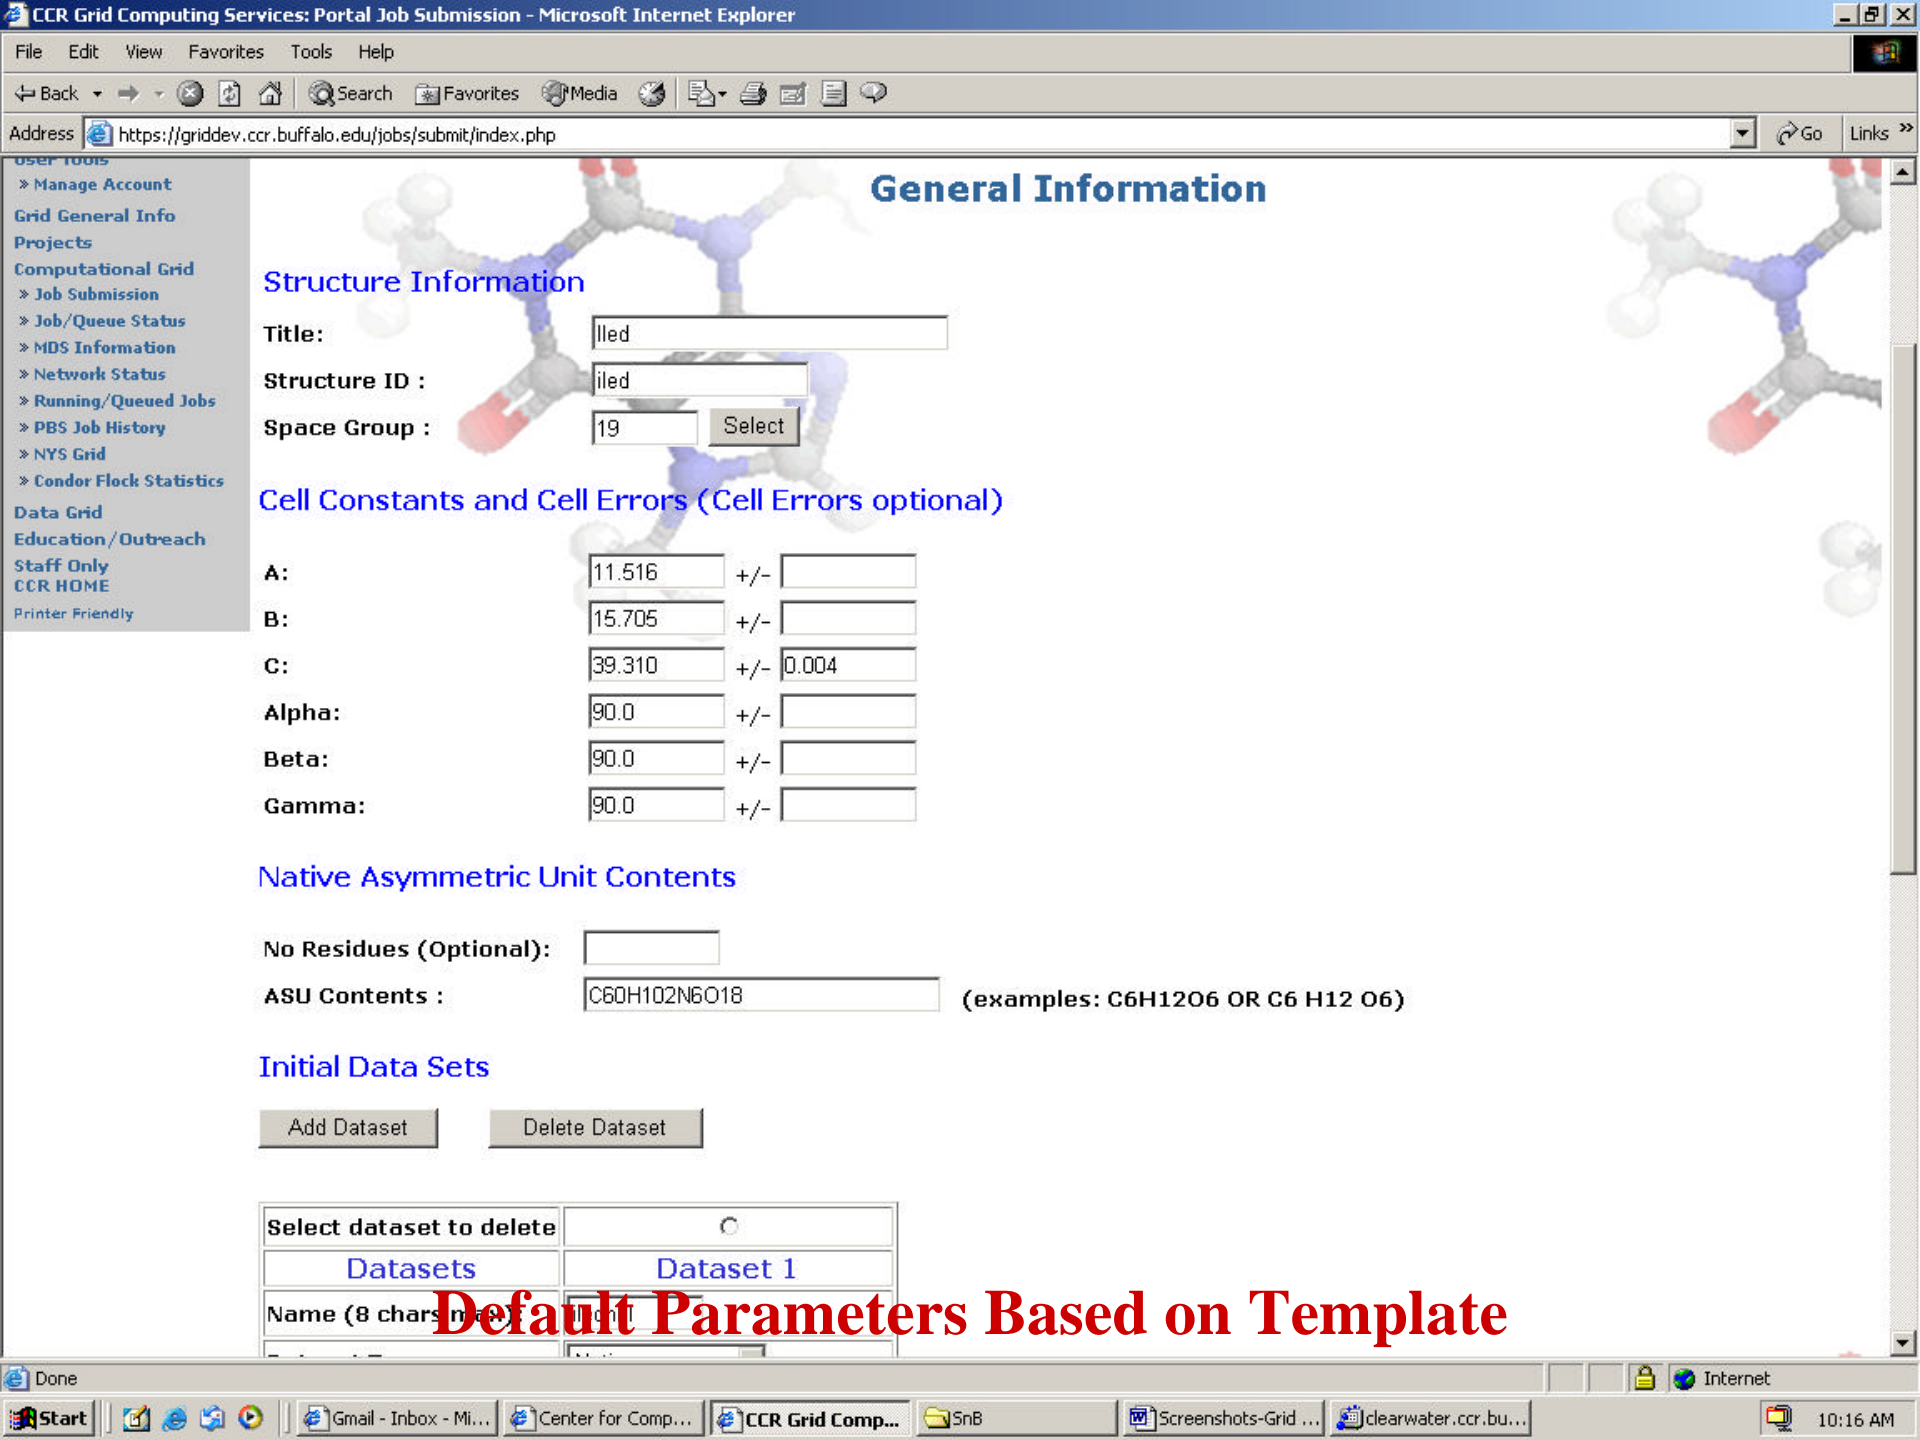 CCR Grid Computing Services: Portal Job Submission - Microsoft Internet Explorer
File Edit View Favorites Tools Help
Back Search Favorites Media
Address https://griddev.ccr.buffalo.edu/jobs/submit/index.php Go Links »
User Tools
» Manage Account
Grid General Info
Projects
Computational Grid
» Job Submission
» Job/Queue Status
» MDS Information
» Network Status
» Running/Queued Jobs
» PBS Job History
» NYS Grid
» Condor Flock Statistics
Data Grid
Education/Outreach
Staff Only
CCR HOME
Printer Friendly
General Information
Structure Information
Title: Iled
Structure ID : iled
Space Group : 19 Select
Cell Constants and Cell Errors (Cell Errors optional)
A: 11.516 +/-
B: 15.705 +/-
C: 39.310 +/- 0.004
Alpha: 90.0 +/-
Beta: 90.0 +/-
Gamma: 90.0 +/-
Native Asymmetric Unit Contents
No Residues (Optional):
ASU Contents : C60H102N6O18 (examples: C6H12O6 OR C6 H12 O6)
Initial Data Sets
Add Dataset Delete Dataset
Select dataset to delete
Datasets Dataset 1
Name (8 chars max):
Default Parameters Based on Template
Done Internet
Start Gmail - Inbox - Mi... Center for Comp... CCR Grid Comp... SnB Screenshots-Grid ... clearwater.ccr.bu... 10:16 AM